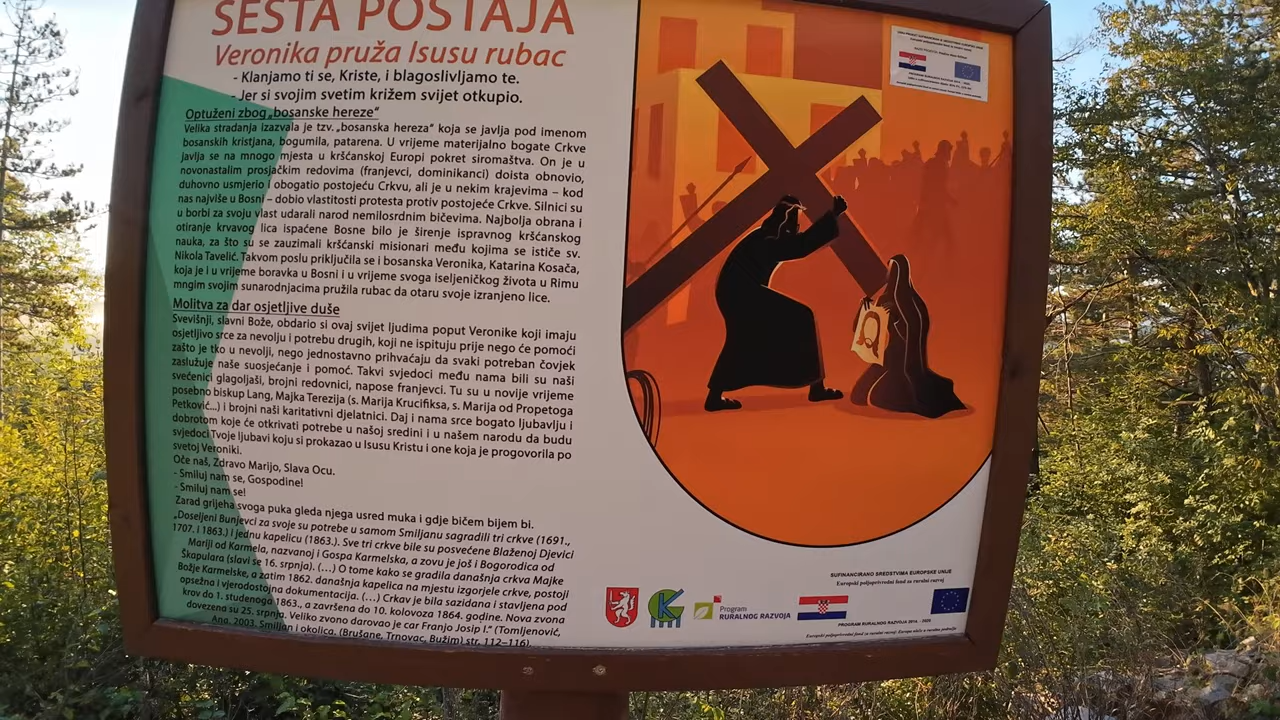 ŠESTA POSTAJA
Veronika pruža Isusu rubac
- Klanjamo ti se, Kriste, i blagoslivljamo te.
- Jer si svojim svetim križem svijet otkupio.
Optuženi zbog „bosanske hereze“
Velika stradanja izazvala je tzv. „bosanska hereza“ koja se javlja pod imenom
bosanskih kristjana, bogumila, patarena. U vrijeme materijalno bogate Crkve
javlja se na mnogo mjesta u kršćanskoj Europi pokret siromaštva. On je u
novonastalim prosjačkim redovima (franjevci, dominikanci) doista obnovio,
duhovno usmjerio i obogatio postojeću Crkvu, ali je u nekim krajevima – kod
nas najviše u Bosni – dobio vlastitosti protesta protiv postojeće Crkve. Silnici su
u borbi za svoju vlast udarali narod nemilosrdnim bičevima. Najbolja obrana i
otiranje krvavog lica ispaćene Bosne bilo je širenje ispravnog kršćanskog
nauka, za što su se zauzimali kršćanski misionari među kojima se ističe sv.
Nikola Tavelić. Takvom poslu priključila se i bosanska Veronika, Katarina Kosača,
koja je i u vrijeme boravka u Bosni i u vrijeme svoga iseljeničkog života u Rimu
mngim svojim sunarodnjacima pružila rubac da otaru svoje izranjeno lice.
Molitva za dar osjetljive duše
Svevišnji, slavni Bože, obdario si ovaj svijet ljudima poput Veronike koji imaju
osjetljivo srce za nevolju i potrebu drugih, koji ne ispituju prije nego će pomoći
zašto je tko u nevolji, nego jednostavno prihvaćaju da svaki potreban čovjek
zaslužuje naše suosjećanje i pomoć. Takvi svjedoci među nama bili su naši
svećenici glagoljaši, brojni redovnici, napose franjevci. Tu su u novije vrijeme
posebno biskup Lang, Majka Terezija (s. Marija Krucifiksa, s. Marija od Propetoga
Petković...) i brojni naši karitativni djelatnici. Daj i nama srce bogato ljubavlju i
dobrotom koje će otkrivati potrebe u našoj sredini i u našem narodu da budu
svjedoci Tvoje ljubavi koju si prokazao u Isusu Kristu i one koja je progovorila po
svetoj Veroniki.
Oče naš, Zdravo Marijo, Slava Ocu.
- Smiluj nam se, Gospodine!
- Smiluj nam se!
Zarad grijeha svoga puka gleda njega usred muka i gdje bičem bijem bi.
„Doseljeni Bunjevci za svoje su potrebe u samom Smiljanu sagradili tri crkve (1691.,
1707. i 1863.) i jednu kapelicu (1863.). Sve tri crkve bile su posvećene Blaženoj Djevici
Mariji od Karmela, nazvanoj i Gospa Karmelska, a zovu je još i Bogorodica od
Škapulara (slavi se 16. srpnja). (…) O tome kako se gradila današnja crkva Majke
Božje Karmelske, a zatim 1862. današnja kapelica na mjestu izgorjele crkve, postoji
opsežna i vjerodostojna dokumentacija. (…) Crkva je bila sazidana i stavljena pod
krov do 1. studenoga 1863., a završena do 10. kolovoza 1864. godine. Nova zvona
dovezena su 25. srpnja. Veliko zvono darovao je car Franjo Josip I.“ (Tomljenović,
Ana, 2003. Smiljan i okolica. (Brušane, Trnovac, Bužim) str. 112–116).
Program
RURALNOG RAZVOJA
SUFINANCIRANO SREDSTVIMA EUROPSKE UNIJE
Europski poljoprivredni fond za ruralni razvoj
PROGRAM RURALNOG RAZVOJA 2014. - 2020
Europski poljoprivredni fond za ruralni razvoj: Europa ulaže u ruralna područja